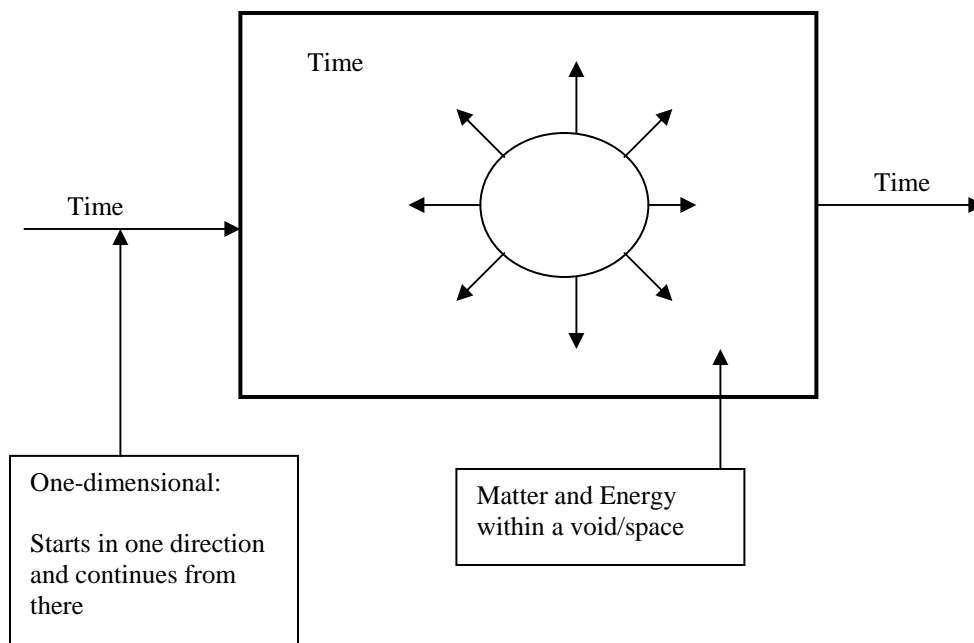 Time
Time
Time
One-dimensional:
Starts in one direction
and continues from
there
Matter and Energy
within a void/space